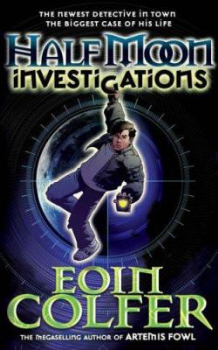 THE NEWEST DETECTIVE IN TOWN
THE BIGGEST CASE OF HIS LIFE
HALF MOON
INVESTIGATIONS
EOIN
COLFER
THE MEGASELLING AUTHOR OF ARTEMIS FOWL